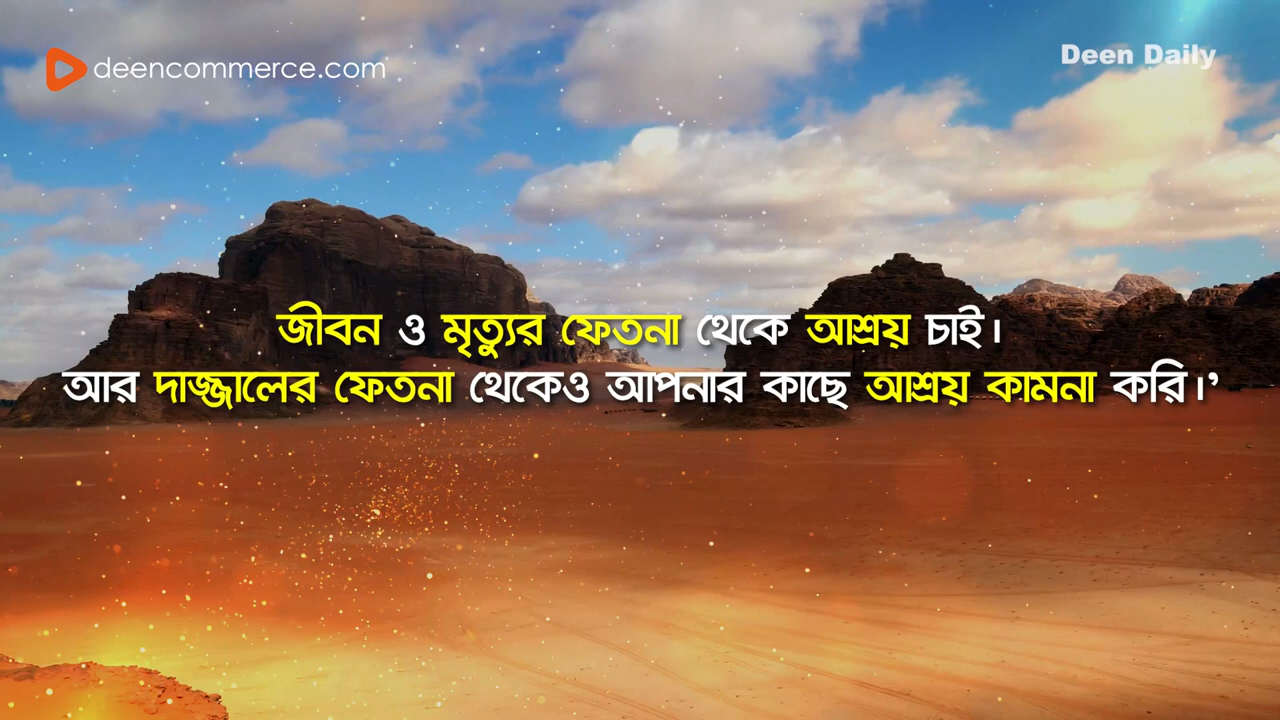 deencommerce.com
Deen Daily
জীবন ও মৃত্যুর ফেতনা থেকে আশ্রয় চাই।
আর দাজ্জালের ফেতনা থেকেও আপনার কাছে আশ্রয় কামনা করি।’